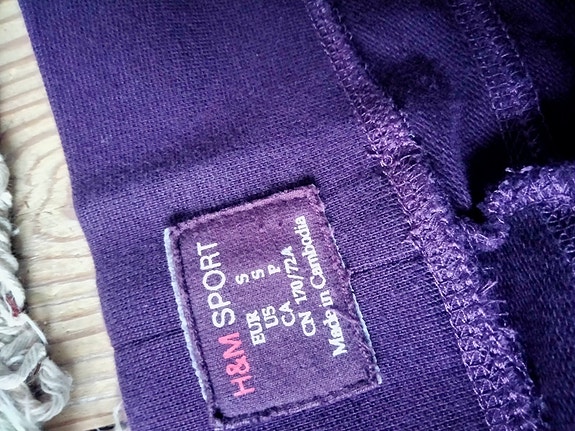 H&M SPORT
EUR S
US S
CA P
CN 170/72A
Made in Cambodia